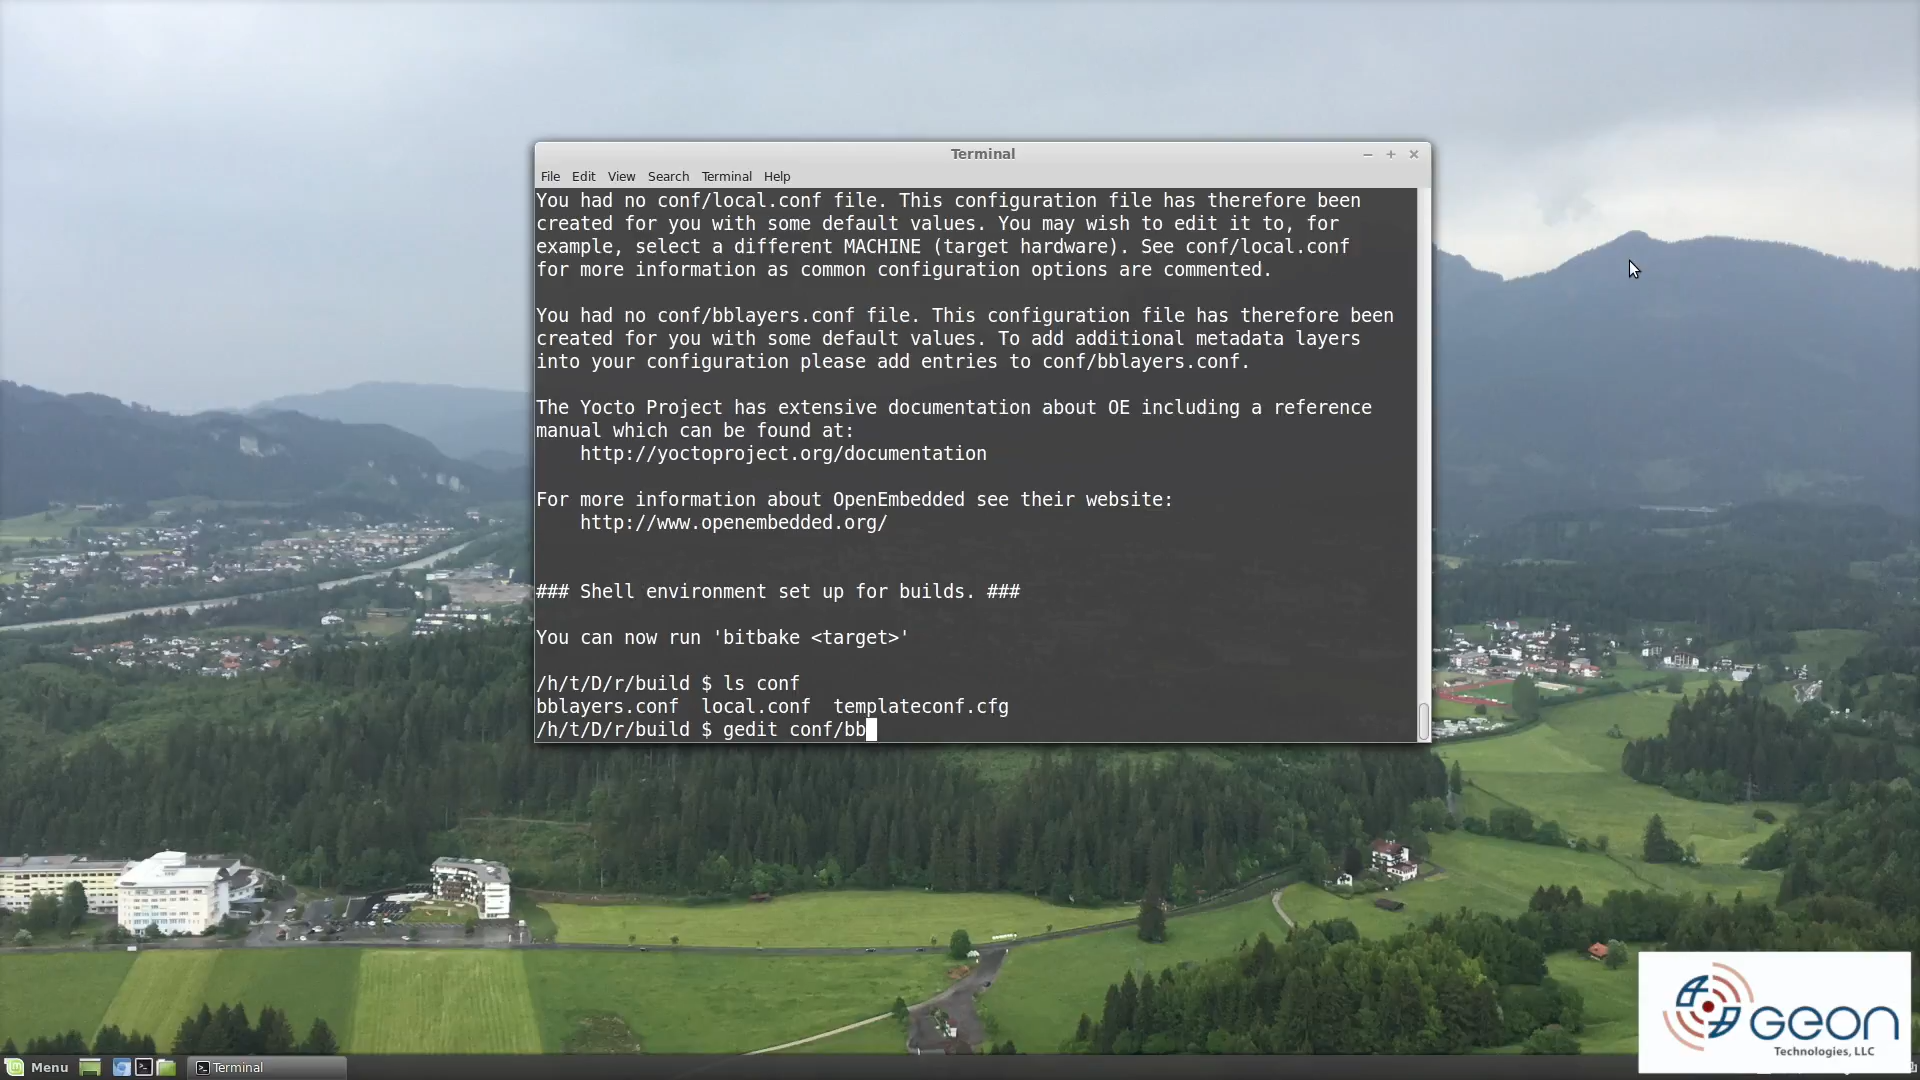 Terminal
File Edit View Search Terminal Help
You had no conf/local.conf file. This configuration file has therefore been
created for you with some default values. You may wish to edit it to, for
example, select a different MACHINE (target hardware). See conf/local.conf
for more information as common configuration options are commented.
You had no conf/bblayers.conf file. This configuration file has therefore been
created for you with some default values. To add additional metadata layers
into your configuration please add entries to conf/bblayers.conf.
The Yocto Project has extensive documentation about OE including a reference
manual which can be found at:
http://yoctoproject.org/documentation
For more information about OpenEmbedded see their website:
http://www.openembedded.org/
### Shell environment set up for builds. ###
You can now run 'bitbake <target>'
/h/t/D/r/build $ ls conf
bblayers.conf local.conf templateconf.cfg
/h/t/D/r/build $ gedit conf/bb
GEON
Technologies, LLC
Menu Terminal